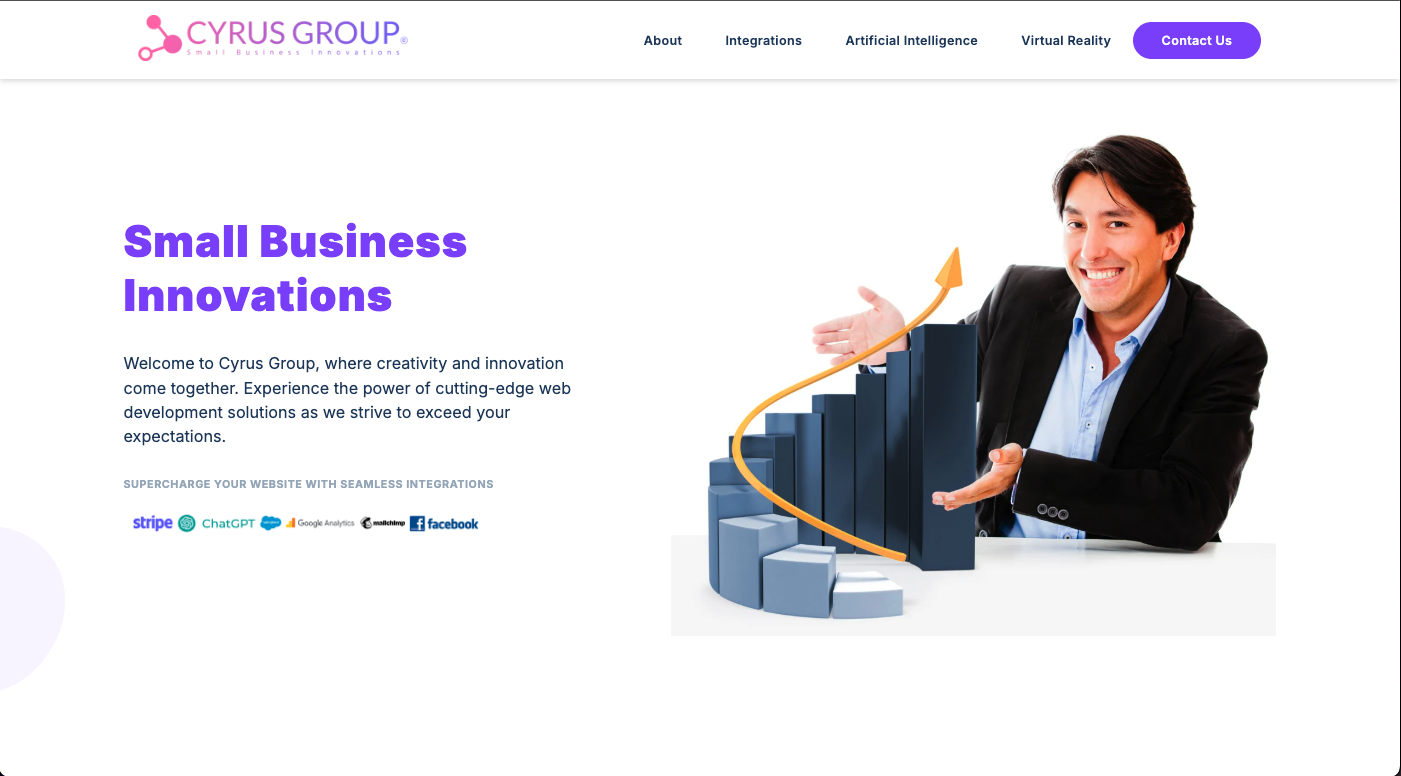 CYRUS GROUP©
Small Business Innovations
About
Integrations
Artificial Intelligence
Virtual Reality
Contact Us
Small Business
Innovations
Welcome to Cyrus Group, where creativity and innovation
come together. Experience the power of cutting-edge web
development solutions as we strive to exceed your
expectations.
SUPERCHARGE YOUR WEBSITE WITH SEAMLESS INTEGRATIONS
stripe ChatGPT Google Analytics mailchimp facebook